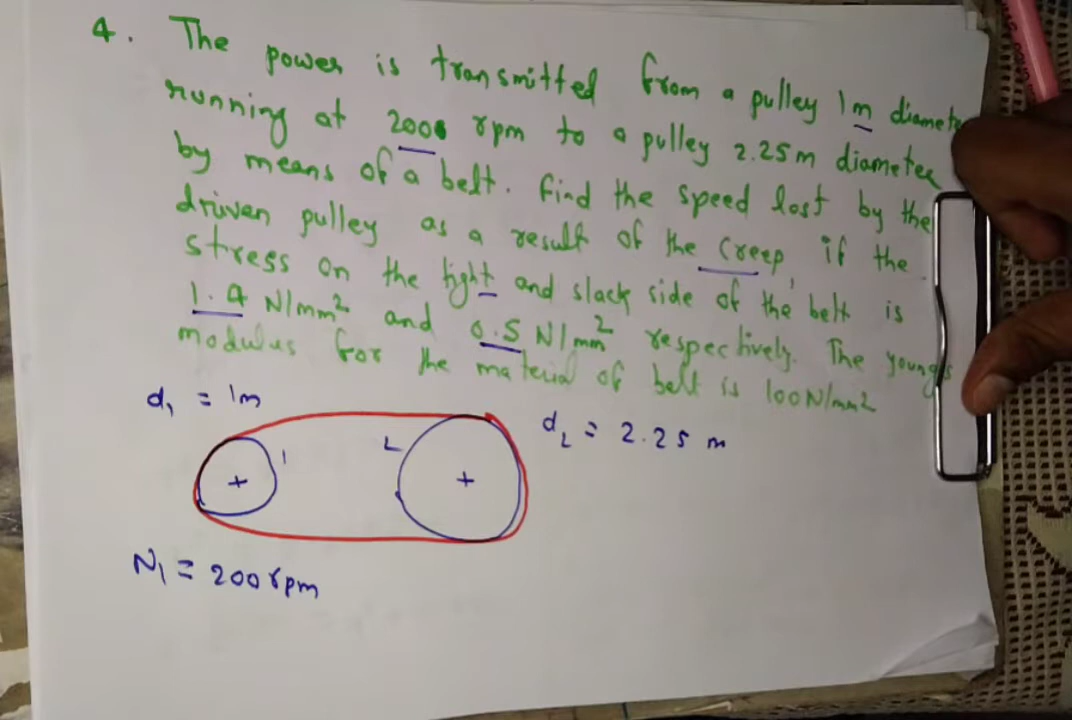 4. The power is transmitted from a pulley 1m diameter
running at 200 rpm to a pulley 2.25m diameter
by means of a belt. find the speed lost by the
driven pulley as a result of the creep, if the
stress on the tight and slack side of the belt is
1.4 N/mm² and 0.5 N/mm² respectively. The young's
modulus for the material of belt is 100N/mm²
d₁ = 1m
d₂ = 2.25 m
1
2
+
+
N₁ = 200rpm